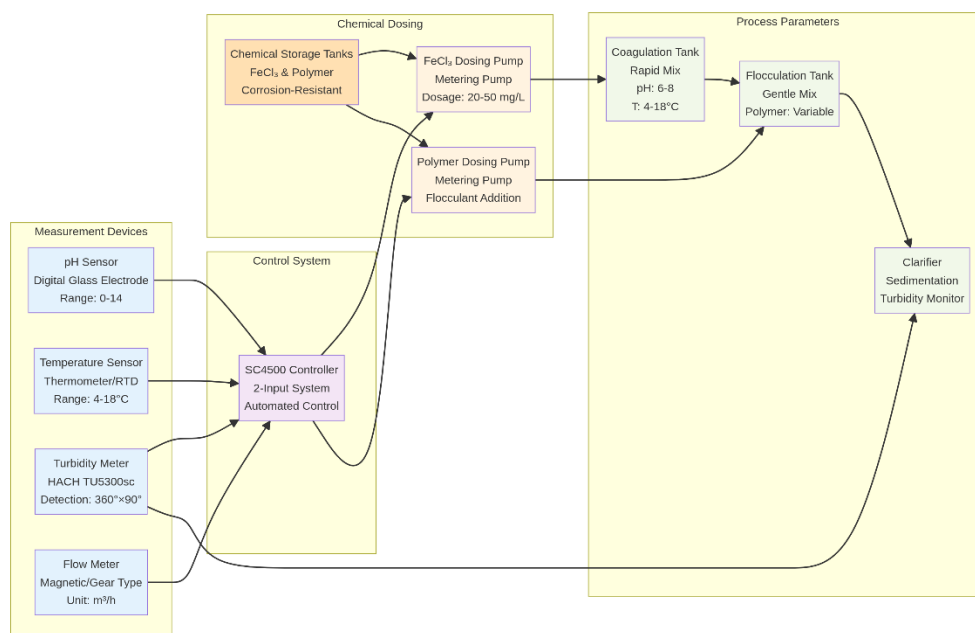 Chemical Dosing
Chemical Storage Tanks
FeCl₃ & Polymer
Corrosion-Resistant
FeCl₃ Dosing Pump
Metering Pump
Dosage: 20-50 mg/L
Polymer Dosing Pump
Metering Pump
Flocculant Addition
Process Parameters
Coagulation Tank
Rapid Mix
pH: 6-8
T: 4-18°C
Flocculation Tank
Gentle Mix
Polymer: Variable
Clarifier
Sedimentation
Turbidity Monitor
Measurement Devices
pH Sensor
Digital Glass Electrode
Range: 0-14
Temperature Sensor
Thermometer/RTD
Range: 4-18°C
Turbidity Meter
HACH TU5300sc
Detection: 360°×90°
Flow Meter
Magnetic/Gear Type
Unit: m³/h
Control System
SC4500 Controller
2-Input System
Automated Control